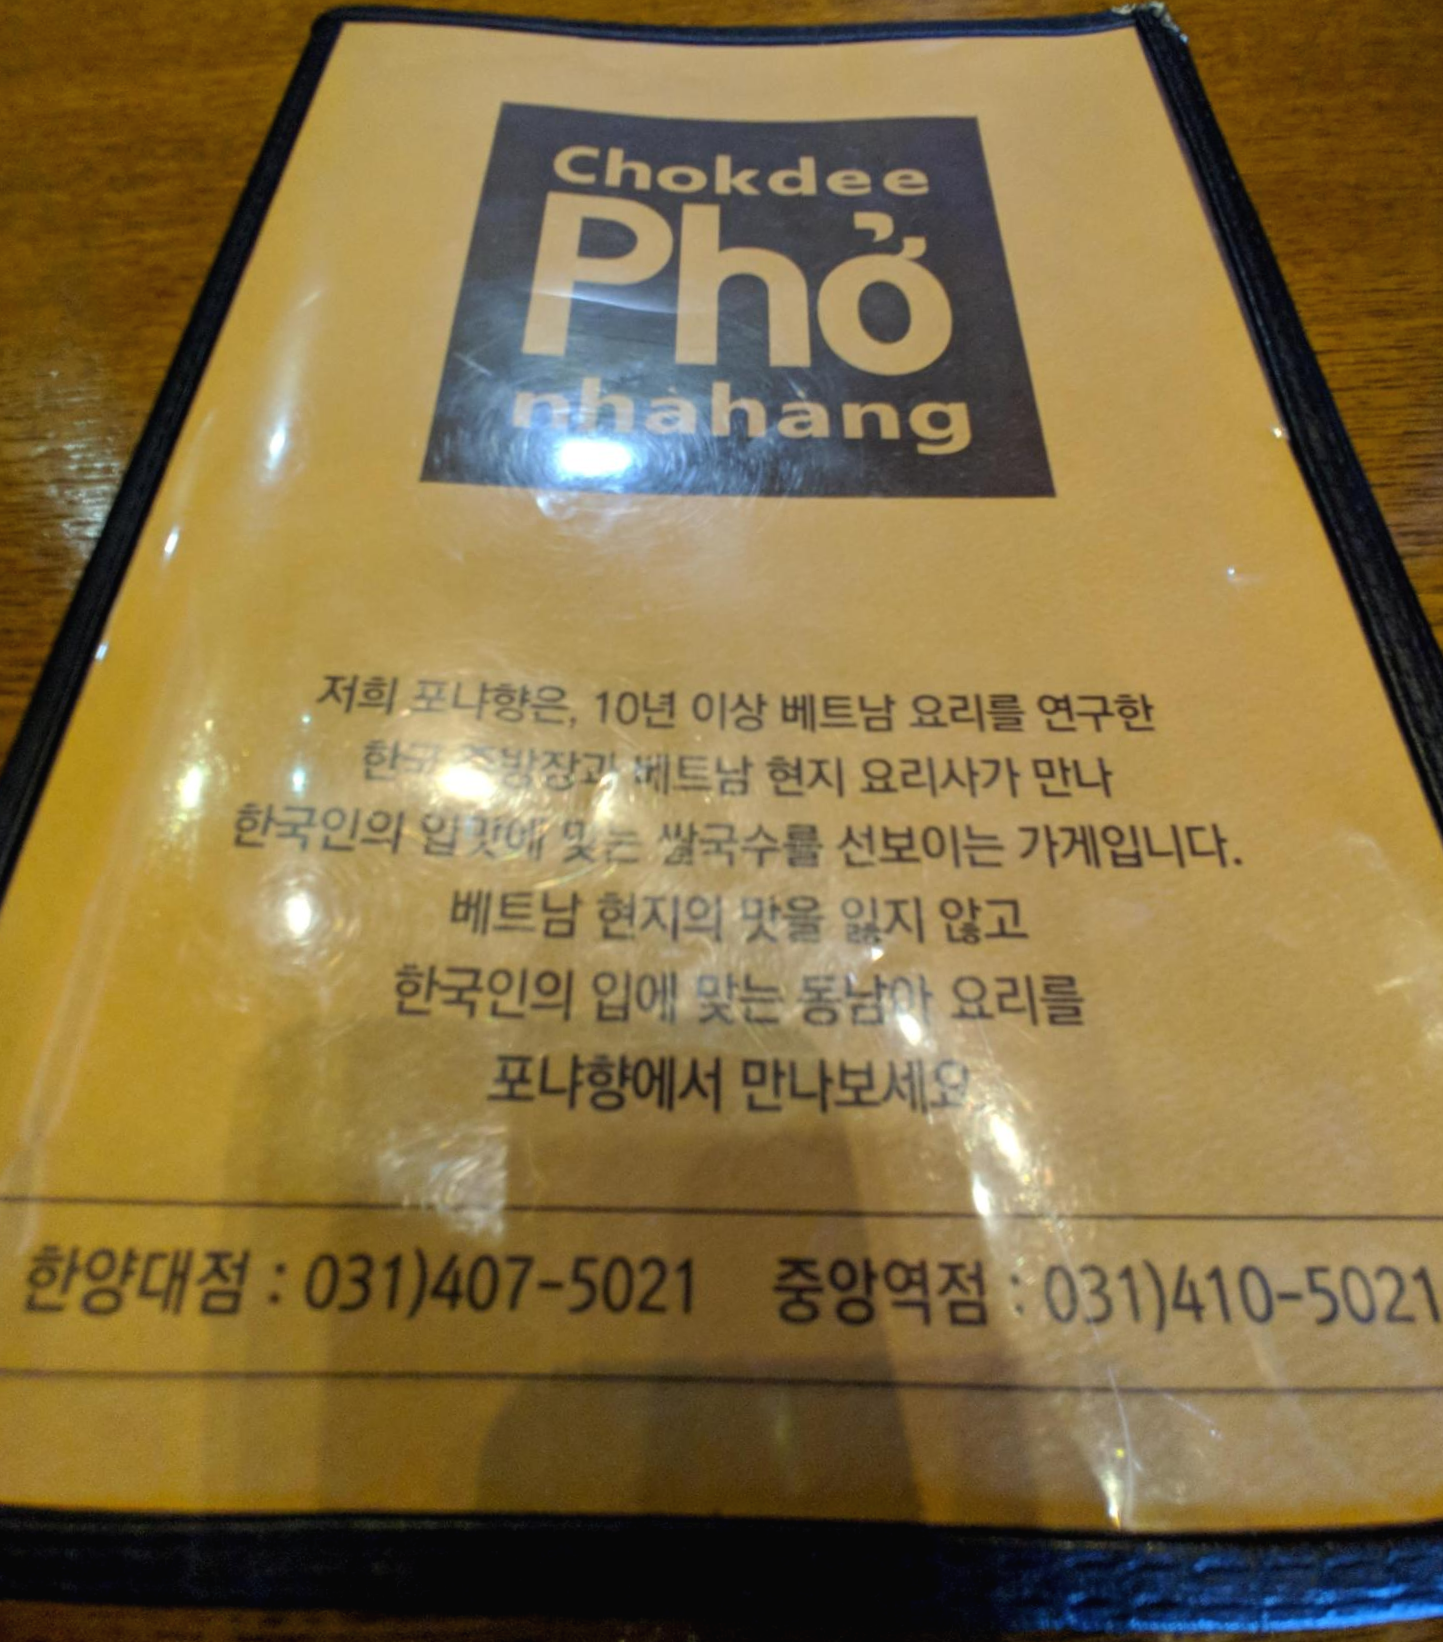 Chokdee
Phở
nhàhang
저희 포냐향은, 10년 이상 베트남 요리를 연구한
한국 주방장과 베트남 현지 요리사가 만나
한국인의 입맛에 맞는 쌀국수를 선보이는 가게입니다.
베트남 현지의 맛을 잃지 않고
한국인의 입에 맞는 동남아 요리를
포냐향에서 만나보세요
한양대점 : 031)407-5021 중앙역점 : 031)410-5021